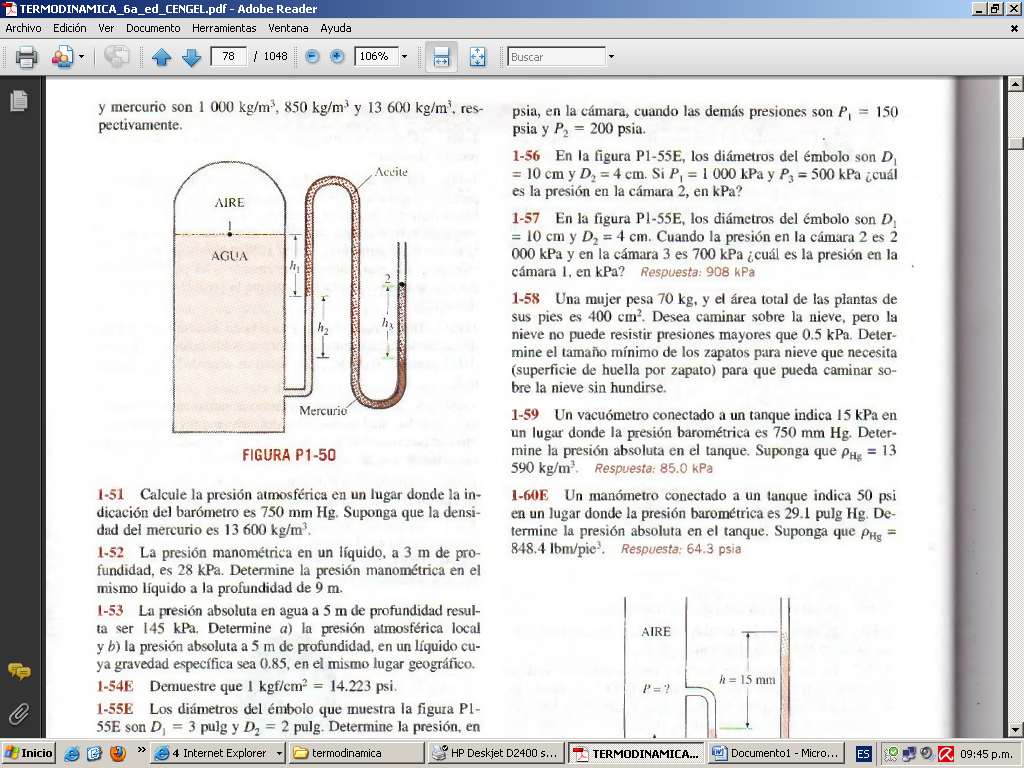 TERMODINAMICA_6a_ed_CENGEL.pdf - Adobe Reader
Archivo Edición Ver Documento Herramientas Ventana Ayuda
78 / 1048 106% Buscar
y mercurio son 1 000 kg/m³, 850 kg/m³ y 13 600 kg/m³, res-
pectivamente.
Aceite
AIRE
1
AGUA
h₁
2
h₂
h₃
Mercurio
FIGURA P1-50
1-51 Calcule la presión atmosférica en un lugar donde la in-
dicación del barómetro es 750 mm Hg. Suponga que la densi-
dad del mercurio es 13 600 kg/m³.
1-52 La presión manométrica en un líquido, a 3 m de pro-
fundidad, es 28 kPa. Determine la presión manométrica en el
mismo líquido a la profundidad de 9 m.
1-53 La presión absoluta en agua a 5 m de profundidad resul-
ta ser 145 kPa. Determine a) la presión atmosférica local
y b) la presión absoluta a 5 m de profundidad, en un líquido cu-
ya gravedad específica sea 0.85, en el mismo lugar geográfico.
1-54E Demuestre que 1 kgf/cm² = 14.223 psi.
1-55E Los diámetros del émbolo que muestra la figura P1-
55E son D₁ = 3 pulg y D₂ = 2 pulg. Determine la presión, en
psia, en la cámara, cuando las demás presiones son P₁ = 150
psia y P₂ = 200 psia.
1-56 En la figura P1-55E, los diámetros del émbolo son D₁
= 10 cm y D₂ = 4 cm. Si P₁ = 1 000 kPa y P₃ = 500 kPa ¿cuál
es la presión en la cámara 2, en kPa?
1-57 En la figura P1-55E, los diámetros del émbolo son D₁
= 10 cm y D₂ = 4 cm. Cuando la presión en la cámara 2 es 2
000 kPa y en la cámara 3 es 700 kPa ¿cuál es la presión en la
cámara 1, en kPa? Respuesta: 908 kPa
1-58 Una mujer pesa 70 kg, y el área total de las plantas de
sus pies es 400 cm². Desea caminar sobre la nieve, pero la
nieve no puede resistir presiones mayores que 0.5 kPa. Deter-
mine el tamaño mínimo de los zapatos para nieve que necesita
(superficie de huella por zapato) para que pueda caminar so-
bre la nieve sin hundirse.
1-59 Un vacuómetro conectado a un tanque indica 15 kPa en
un lugar donde la presión barométrica es 750 mm Hg. Deter-
mine la presión absoluta en el tanque. Suponga que ρHg = 13
590 kg/m³. Respuesta: 85.0 kPa
1-60E Un manómetro conectado a un tanque indica 50 psi
en un lugar donde la presión barométrica es 29.1 pulg Hg. De-
termine la presión absoluta en el tanque. Suponga que ρHg =
848.4 lbm/pie³. Respuesta: 64.3 psia
AIRE
h = 15 mm
P = ?
Inicio » 4 Internet Explorer termodinamica HP Deskjet D2400 s... TERMODINAMICA... Documento1 - Micro... ES 09:45 p.m.